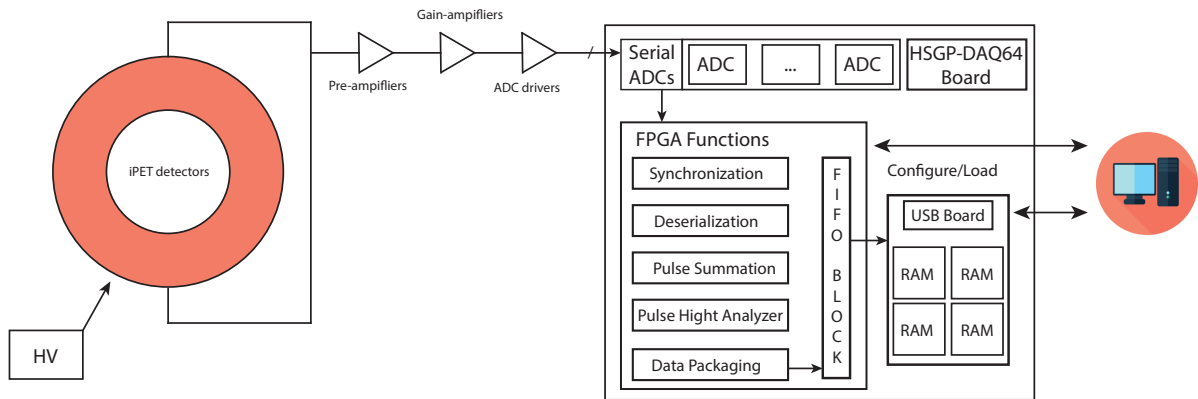 Gain-ampifliers
Pre-ampifliers
ADC drivers
iPET detectors
HV
Serial
ADCs
ADC
...
ADC
HSGP-DAQ64
Board
FPGA Functions
Synchronization
Deserialization
Pulse Summation
Pulse Hight Analyzer
Data Packaging
F
I
F
O
B
L
O
C
K
Configure/Load
USB Board
RAM
RAM
RAM
RAM